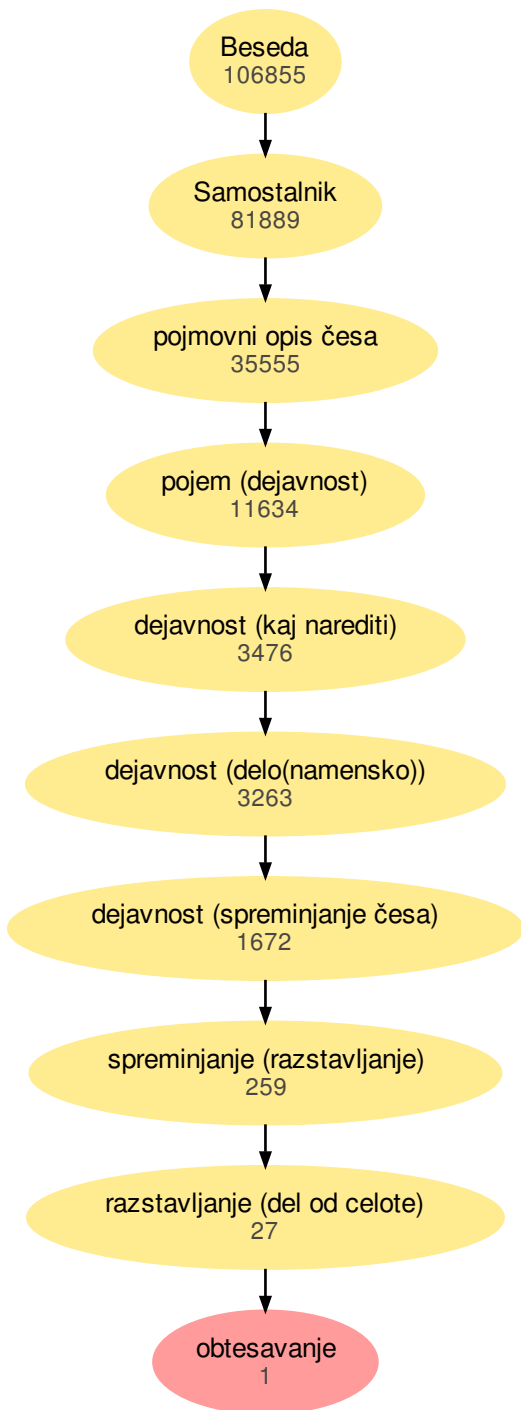 Beseda
106855
Samostalnik
81889
pojmovni opis česa
35555
pojem (dejavnost)
11634
dejavnost (kaj narediti)
3476
dejavnost (delo(namensko))
3263
dejavnost (spreminjanje česa)
1672
spreminjanje (razstavljanje)
259
razstavljanje (del od celote)
27
obtesavanje
1